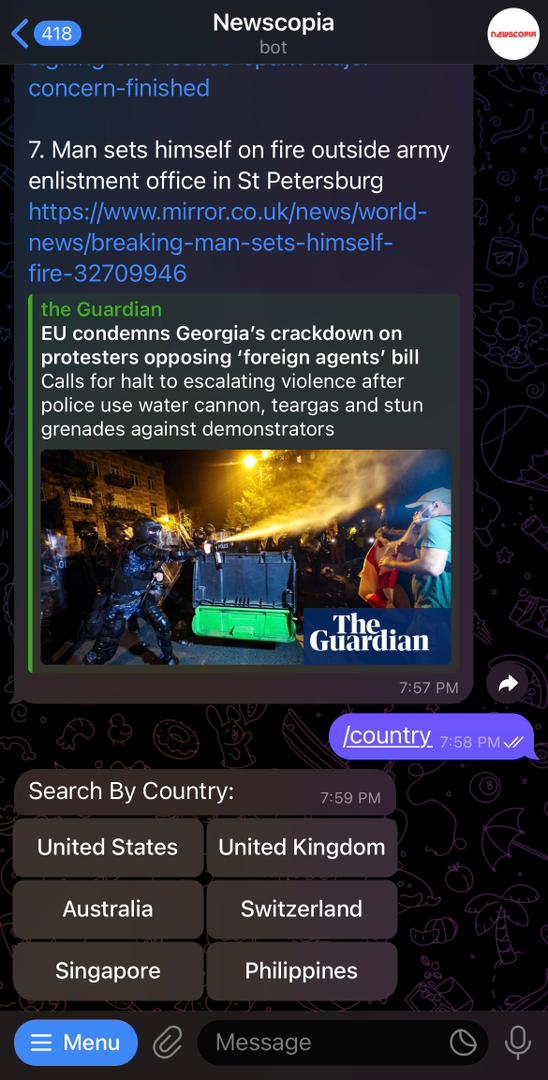 418
Newscopia
bot
NEWSCOPIA
concern-finished
7. Man sets himself on fire outside army
enlistment office in St Petersburg
https://www.mirror.co.uk/news/world-
news/breaking-man-sets-himself-
fire-32709946
the Guardian
EU condemns Georgia's crackdown on
protesters opposing ‘foreign agents’ bill
Calls for halt to escalating violence after
police use water cannon, teargas and stun
grenades against demonstrators
The
Guardian
7:57 PM
/country 7:58 PM
Search By Country: 7:59 PM
United States United Kingdom
Australia Switzerland
Singapore Philippines
Menu Message